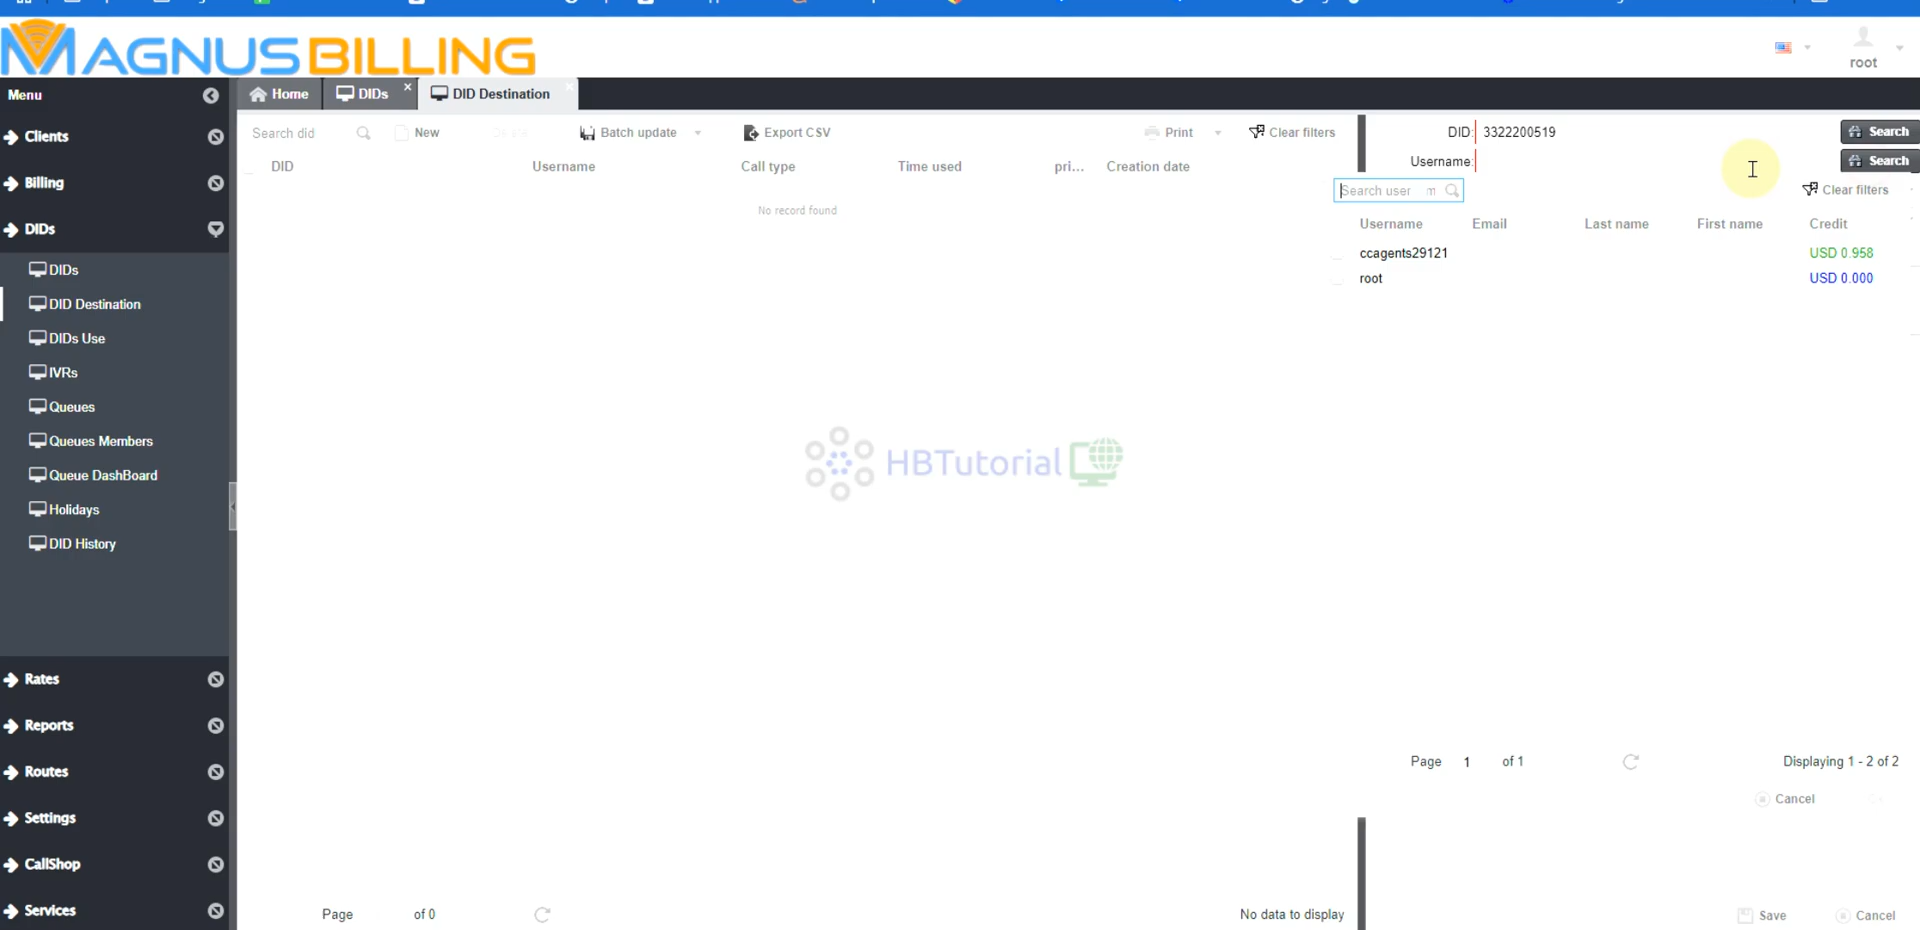 MAGNUSBILLING
root
Menu
Home
DIDs
DID Destination
Clients
Billing
DIDs
DIDs
DID Destination
DIDs Use
IVRs
Queues
Queues Members
Queue DashBoard
Holidays
DID History
Rates
Reports
Routes
Settings
CallShop
Services
Search did
New
Batch update
Export CSV
Print
Clear filters
DID Username Call type Time used pri... Creation date
No record found
HBTutorial
Page of 0
No data to display
DID: 3322200519 Search
Username: Search
Search user m
Clear filters
Username Email Last name First name Credit
ccagents29121 USD 0.958
root USD 0.000
Page 1 of 1
Displaying 1 - 2 of 2
Cancel
Save Cancel